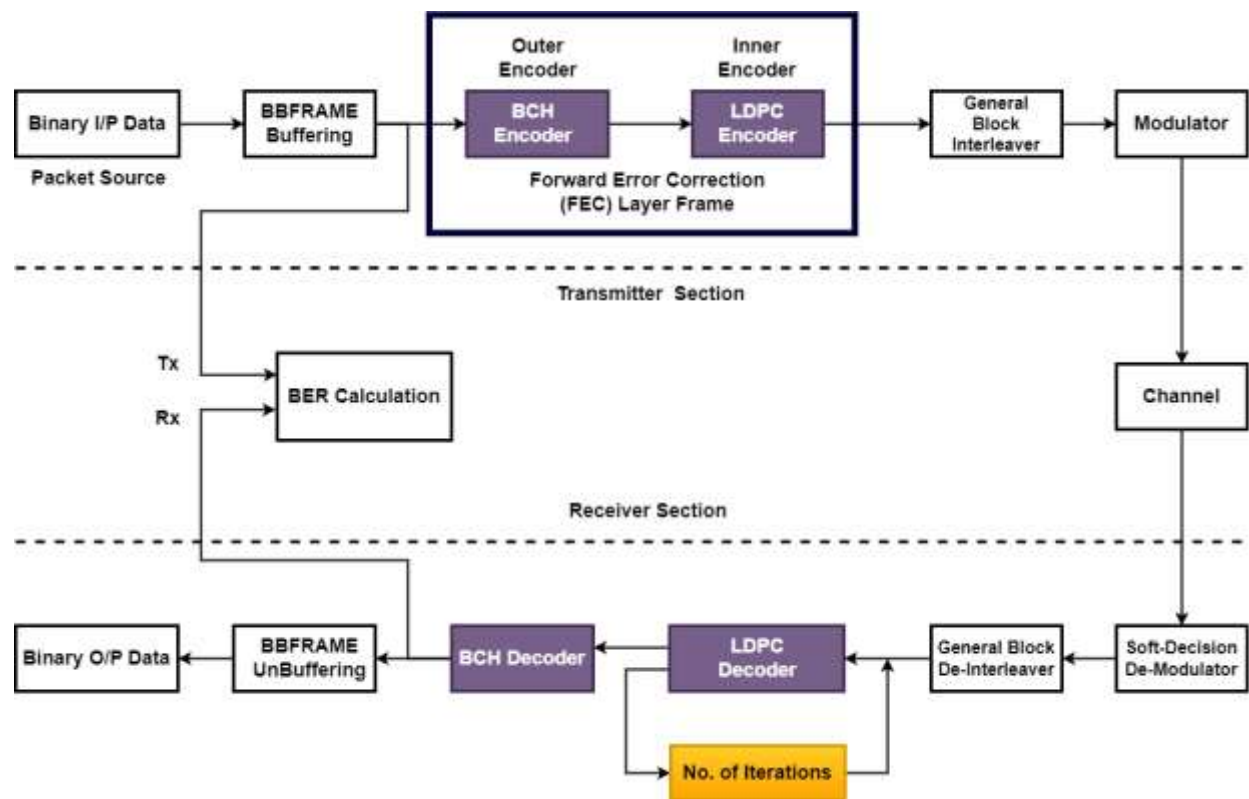 Outer
Encoder
Inner
Encoder
Binary I/P Data
Packet Source
BBFRAME
Buffering
BCH
Encoder
LDPC
Encoder
Forward Error Correction
(FEC) Layer Frame
General
Block
Interleaver
Modulator
Transmitter Section
Tx
Rx
BER Calculation
Channel
Receiver Section
Binary O/P Data
BBFRAME
UnBuffering
BCH Decoder
LDPC
Decoder
General Block
De-Interleaver
Soft-Decision
De-Modulator
No. of Iterations